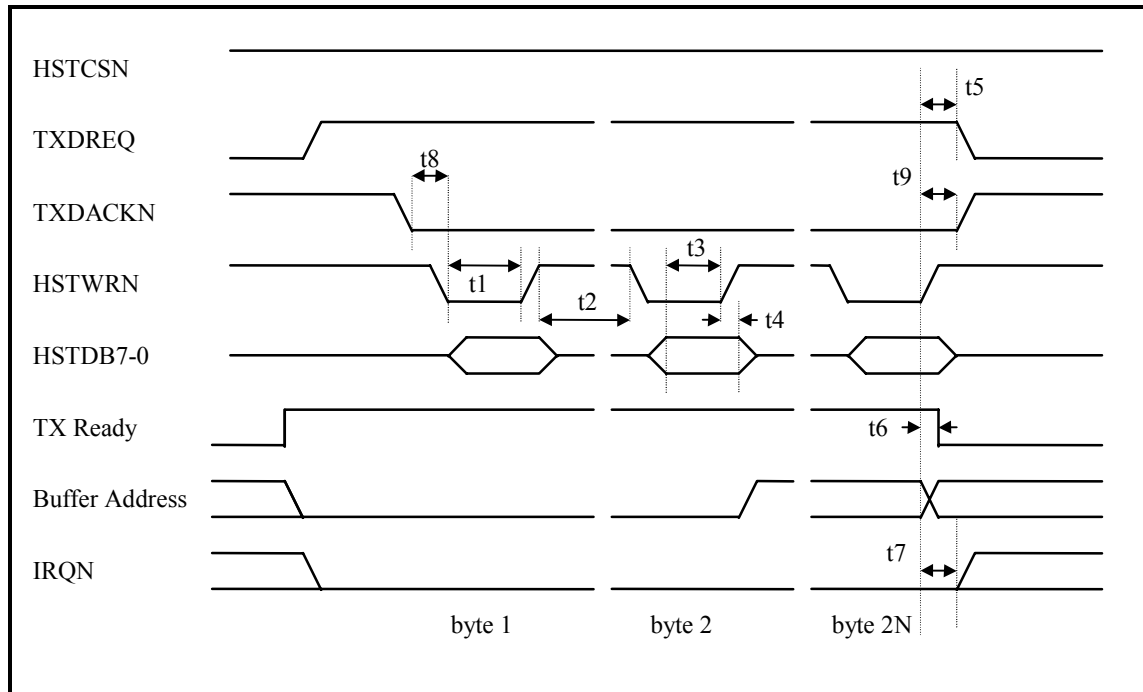 HSTCSN
t5
TXDREQ
t8
t9
TXDACKN
t3
HSTWRN
t1
t2
t4
HSTDB7-0
TX Ready
t6
Buffer Address
t7
IRQN
byte 1
byte 2
byte 2N